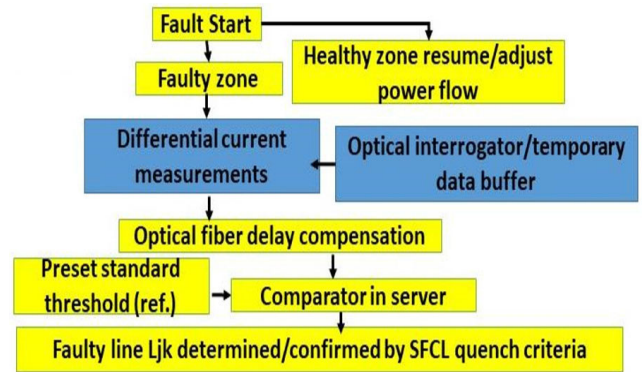 Fault Start
Healthy zone resume/adjust
power flow
Faulty zone
Differential current
measurements
Optical interrogator/temporary
data buffer
Optical fiber delay compensation
Preset standard
threshold (ref.)
Comparator in server
Faulty line Ljk determined/confirmed by SFCL quench criteria